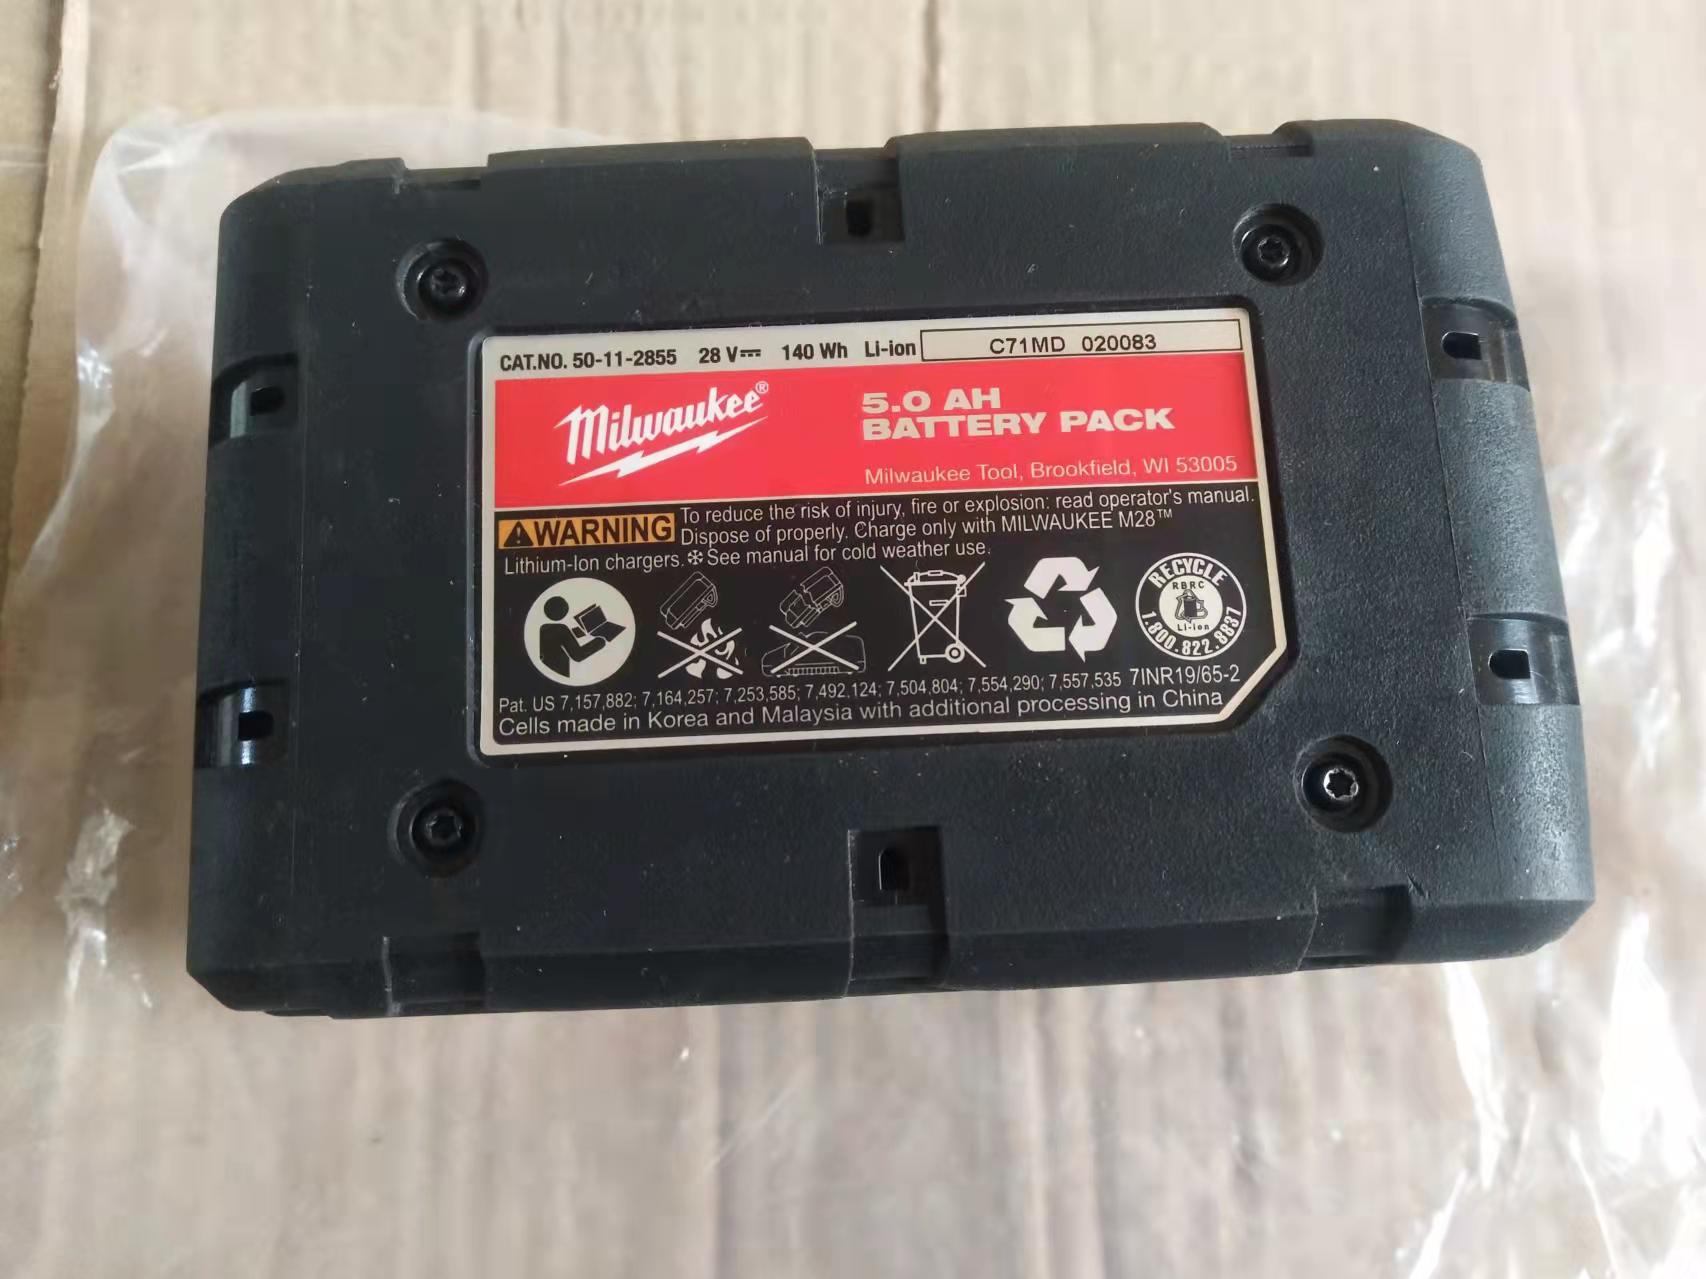 CAT.NO. 50-11-2855 28 V⎓ 140 Wh Li-ion C71MD 020083
Milwaukee®
5.0 AH
BATTERY PACK
Milwaukee Tool, Brookfield, WI 53005
⚠WARNING To reduce the risk of injury, fire or explosion: read operator's manual.
Dispose of properly. Charge only with MILWAUKEE M28™
Lithium-Ion chargers.❄See manual for cold weather use.
RECYCLE
RBRC
Li-ion
1.800.822.8837
Pat. US 7,157,882; 7,164,257; 7,253,585; 7,492,124; 7,504,804; 7,554,290; 7,557,535 7INR19/65-2
Cells made in Korea and Malaysia with additional processing in China